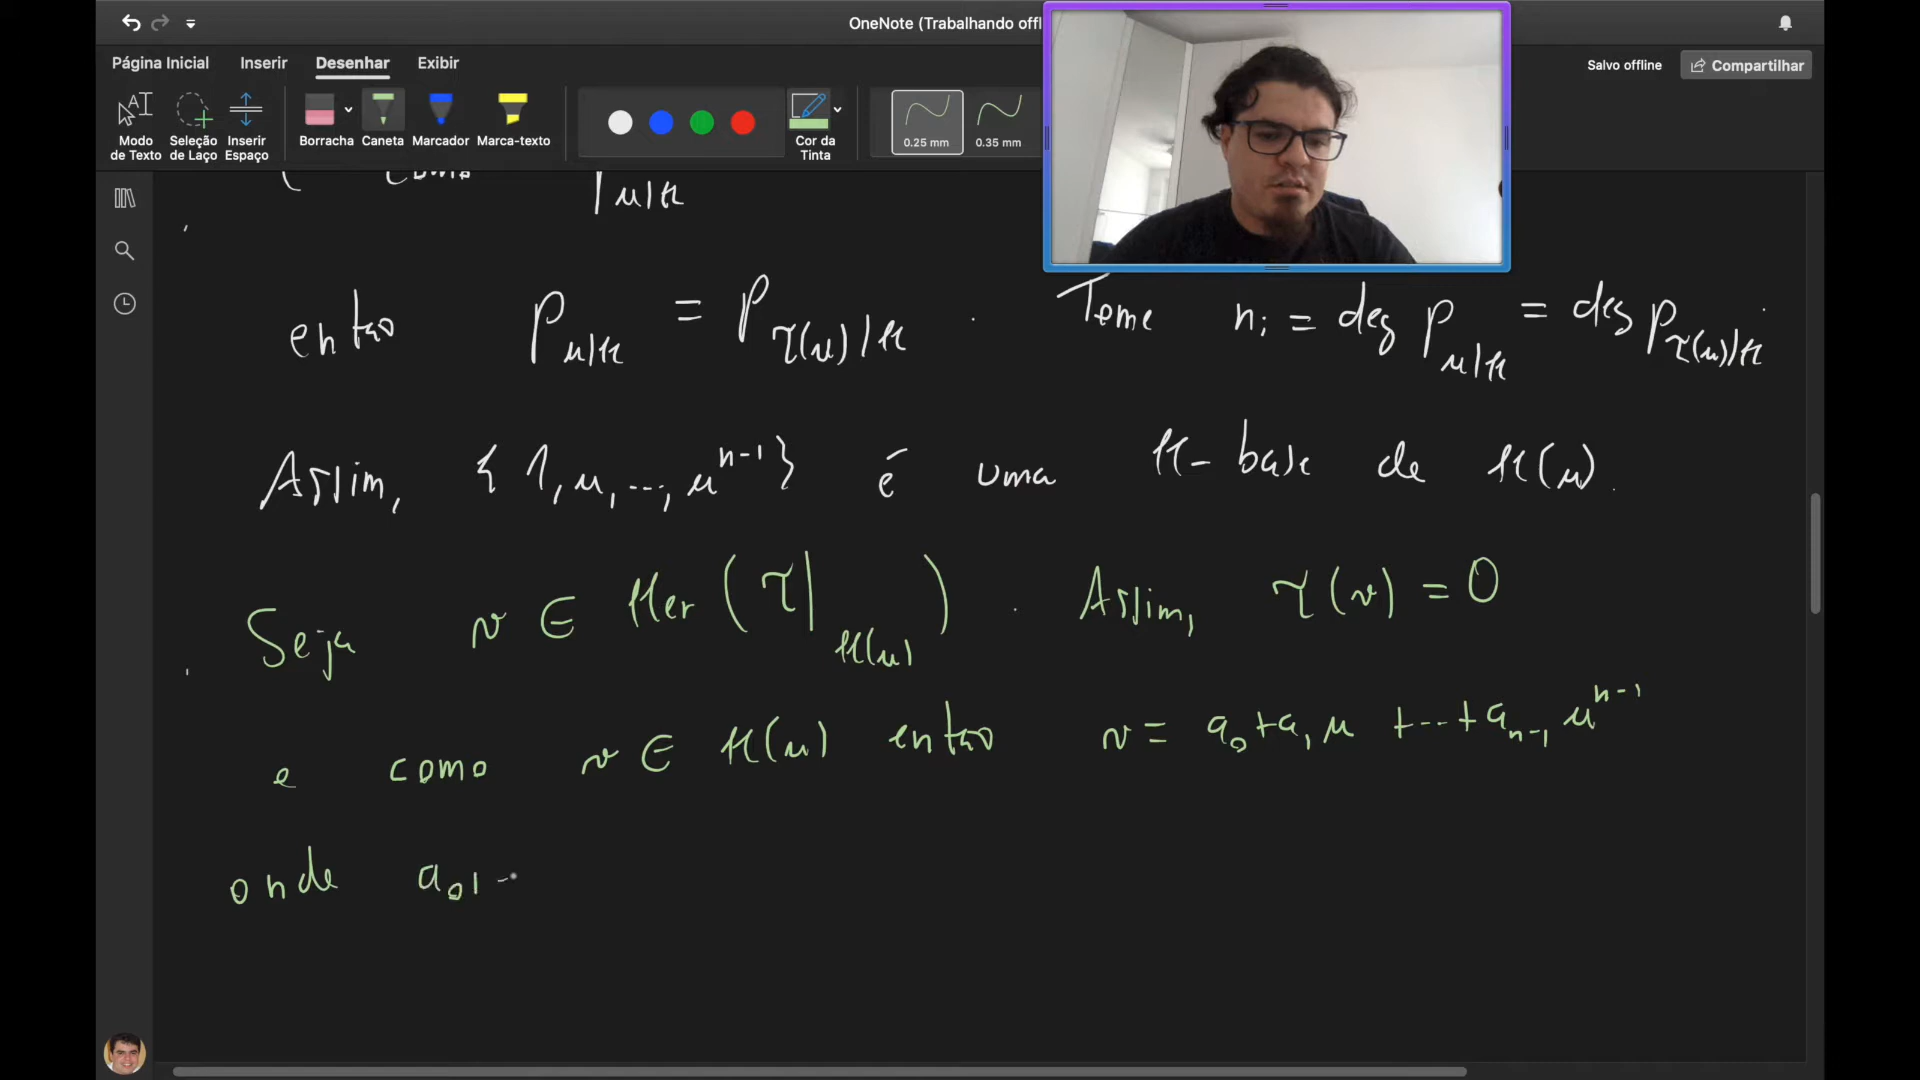 OneNote (Trabalhando offl
Página Inicial Inserir Desenhar Exibir
Salvo offline Compartilhar
Modo de Texto Seleção de Laço Inserir Espaço Borracha Caneta Marcador Marca-texto Cor da Tinta 0.25 mm 0.35 mm
como p_{u|K}
então p_{u|K} = p_{τ(u)|K} . Tome n := deg p_{u|K} = deg p_{τ(u)|K}.
Assim, {1, u, ..., u^{n-1}} é uma K-base de K(u).
Seja v ∈ Ker (τ|_{K(u)}) . Assim, τ(v) = 0
e como v ∈ K(u) então v = a_0 + a_1 u + ... + a_{n-1} u^{n-1}
onde a_0, -